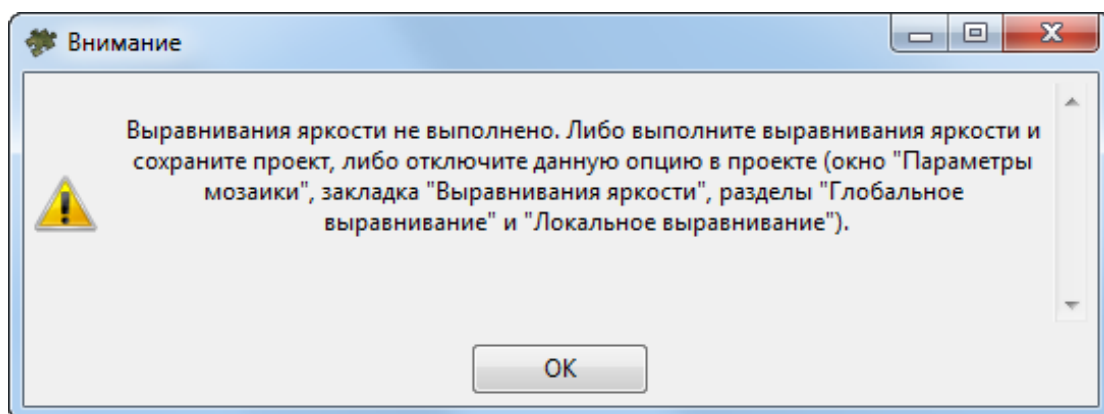 Внимание
Выравнивания яркости не выполнено. Либо выполните выравнивания яркости и
сохраните проект, либо отключите данную опцию в проекте (окно "Параметры
мозаики", закладка "Выравнивания яркости", разделы "Глобальное
выравнивание" и "Локальное выравнивание").
ОК